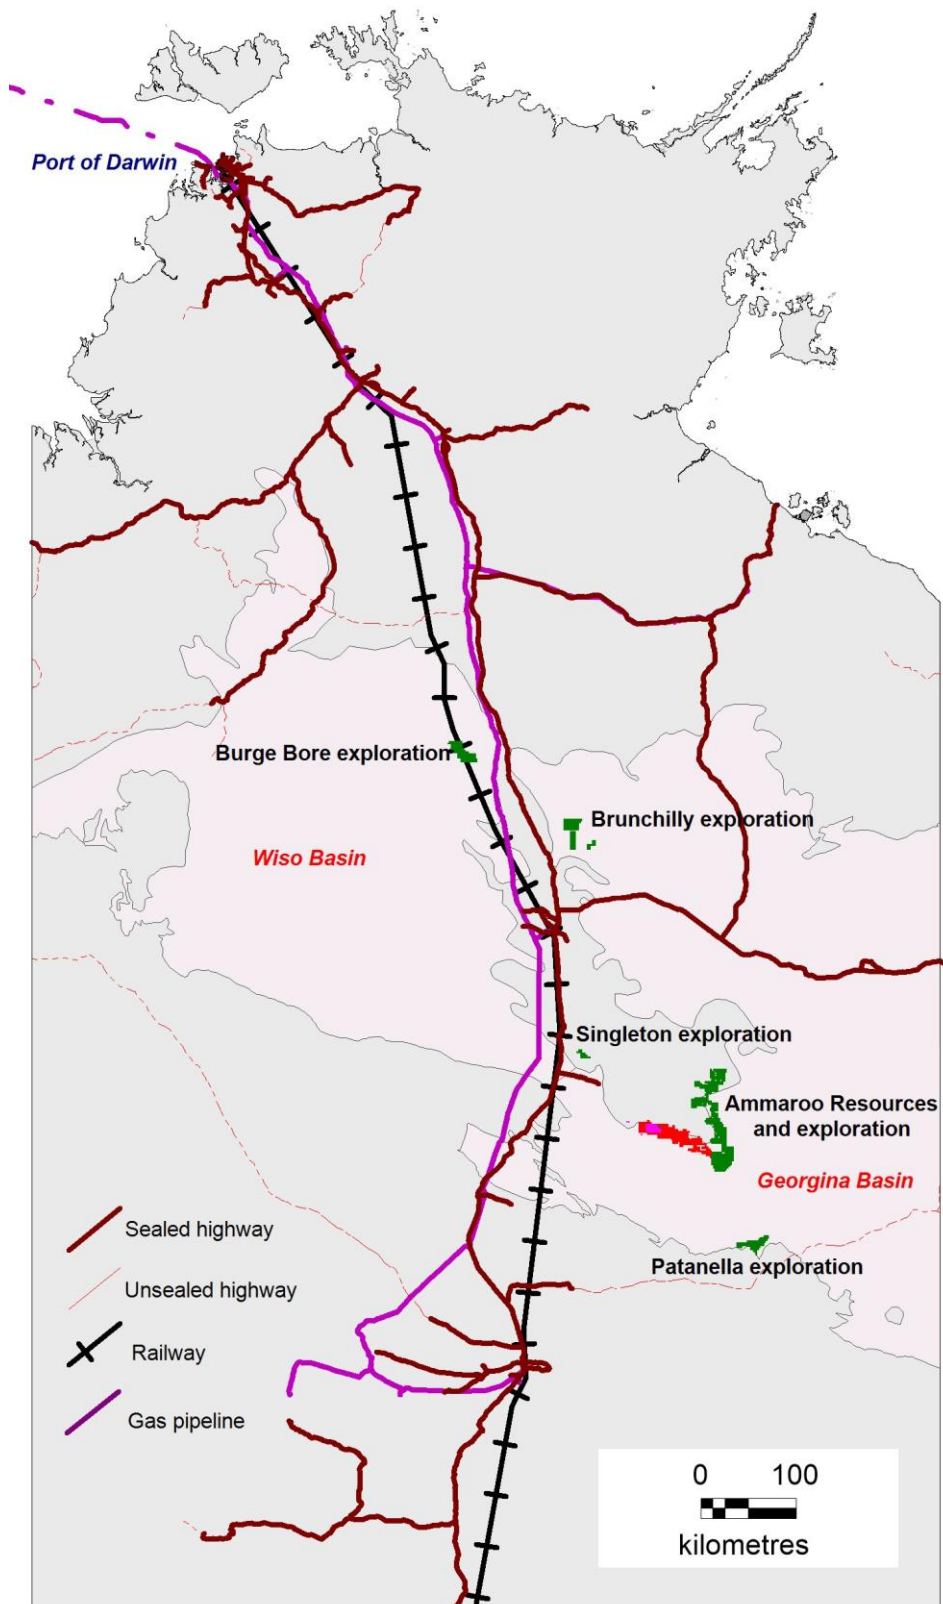 Port of Darwin
Burge Bore exploration
Brunchilly exploration
Wiso Basin
Singleton exploration
Ammaroo Resources
and exploration
Georgina Basin
Patanella exploration
Sealed highway
Unsealed highway
Railway
Gas pipeline
0 100
kilometres